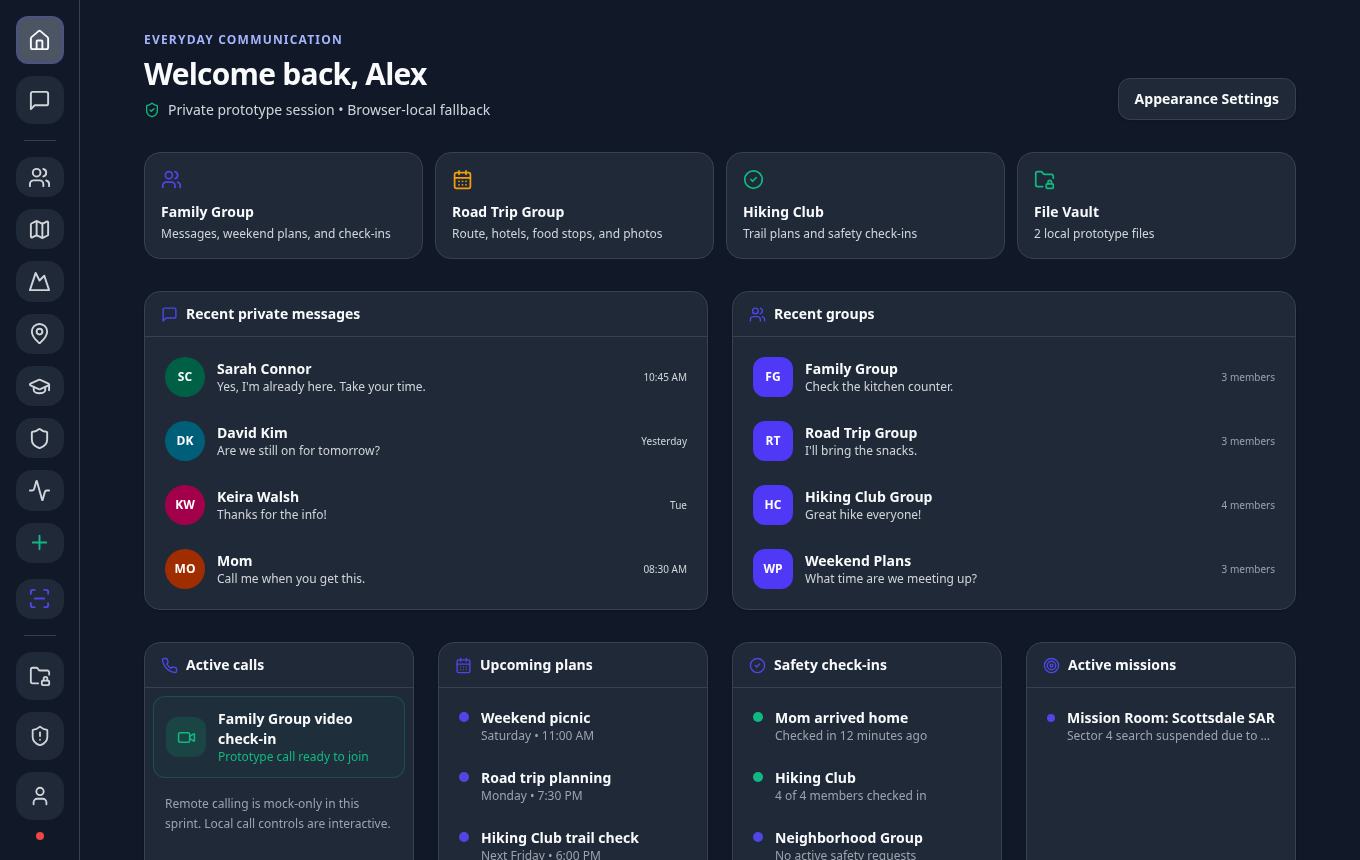 EVERYDAY COMMUNICATION
Welcome back, Alex
Private prototype session • Browser-local fallback
Appearance Settings
Family Group
Messages, weekend plans, and check-ins
Road Trip Group
Route, hotels, food stops, and photos
Hiking Club
Trail plans and safety check-ins
File Vault
2 local prototype files
Recent private messages
SC
Sarah Connor
Yes, I'm already here. Take your time.
10:45 AM
DK
David Kim
Are we still on for tomorrow?
Yesterday
KW
Keira Walsh
Thanks for the info!
Tue
MO
Mom
Call me when you get this.
08:30 AM
Recent groups
FG
Family Group
Check the kitchen counter.
3 members
RT
Road Trip Group
I'll bring the snacks.
3 members
HC
Hiking Club Group
Great hike everyone!
4 members
WP
Weekend Plans
What time are we meeting up?
3 members
Active calls
Family Group video
check-in
Prototype call ready to join
Remote calling is mock-only in this
sprint. Local call controls are interactive.
Upcoming plans
Weekend picnic
Saturday • 11:00 AM
Road trip planning
Monday • 7:30 PM
Hiking Club trail check
Next Friday • 6:00 PM
Safety check-ins
Mom arrived home
Checked in 12 minutes ago
Hiking Club
4 of 4 members checked in
Neighborhood Group
No active safety requests
Active missions
Mission Room: Scottsdale SAR
Sector 4 search suspended due to ...